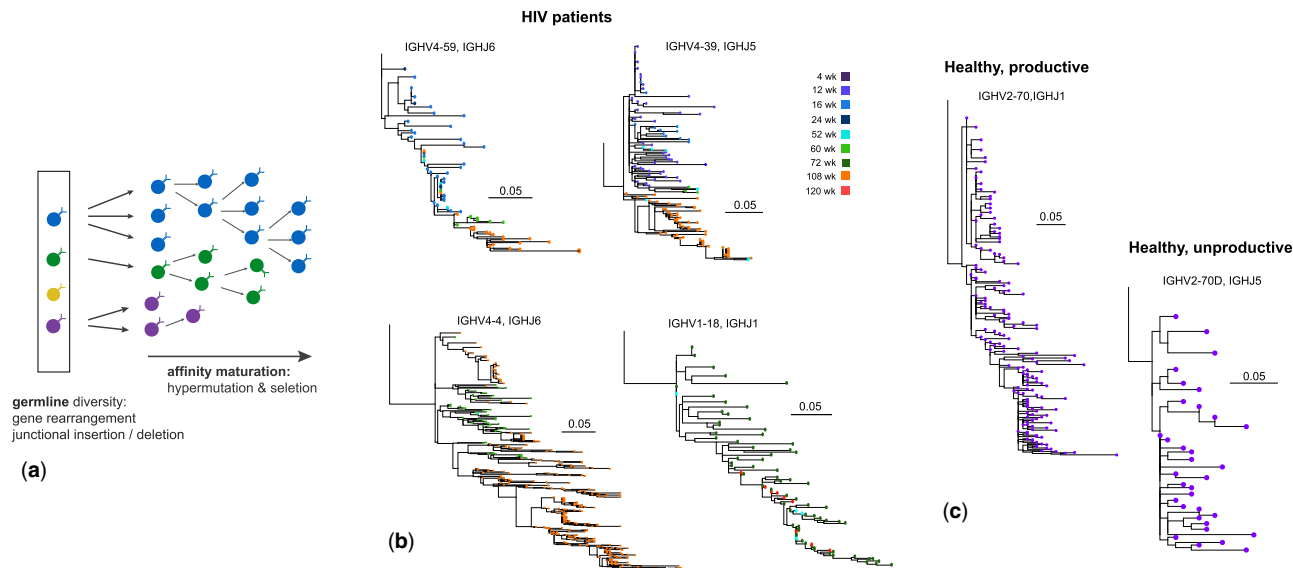 HIV patients
IGHV4-59, IGHJ6
IGHV4-39, IGHJ5
4 wk
12 wk
16 wk
24 wk
52 wk
60 wk
72 wk
108 wk
120 wk
0.05
0.05
IGHV4-4, IGHJ6
IGHV1-18, IGHJ1
0.05
0.05
(b)
affinity maturation:
hypermutation & seletion
germline diversity:
gene rearrangement
junctional insertion / deletion
(a)
Healthy, productive
IGHV2-70,IGHJ1
0.05
Healthy, unproductive
IGHV2-70D, IGHJ5
0.05
(c)